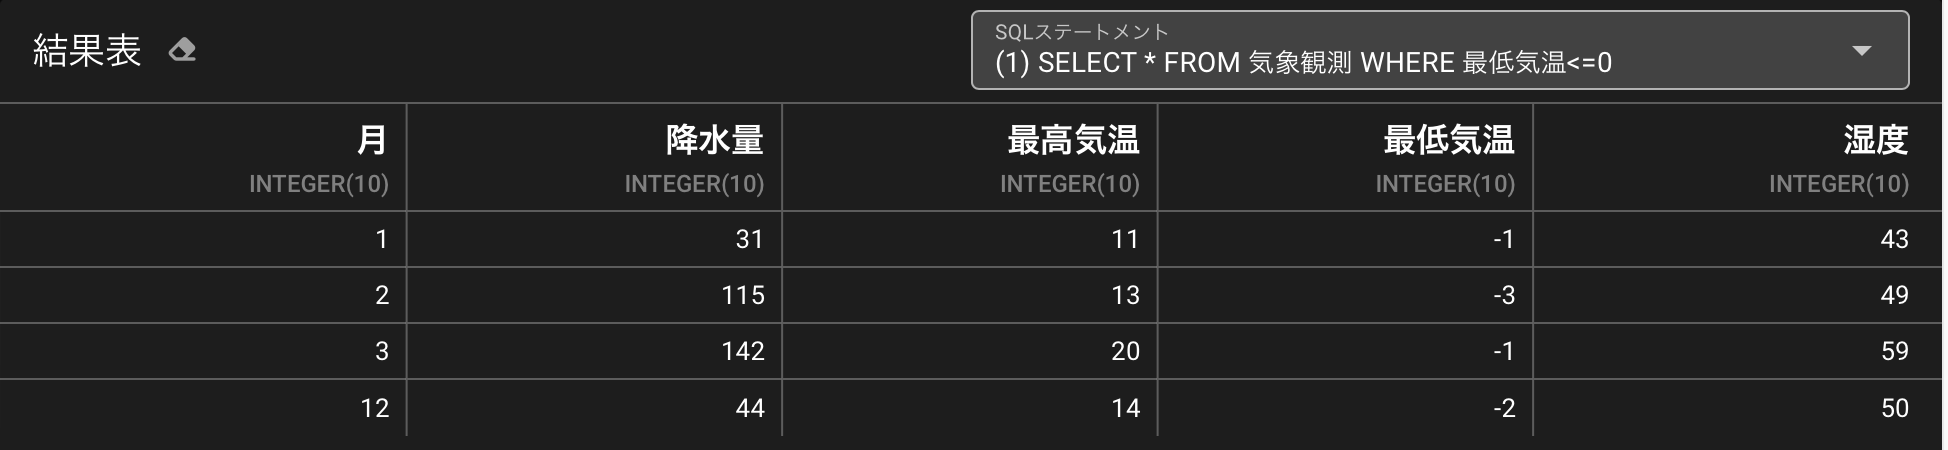 結果表
SQLステートメント
(1) SELECT * FROM 気象観測 WHERE 最低気温<=0
月 降水量 最高気温 最低気温 湿度
INTEGER(10) INTEGER(10) INTEGER(10) INTEGER(10) INTEGER(10)
1 31 11 -1 43
2 115 13 -3 49
3 142 20 -1 59
12 44 14 -2 50